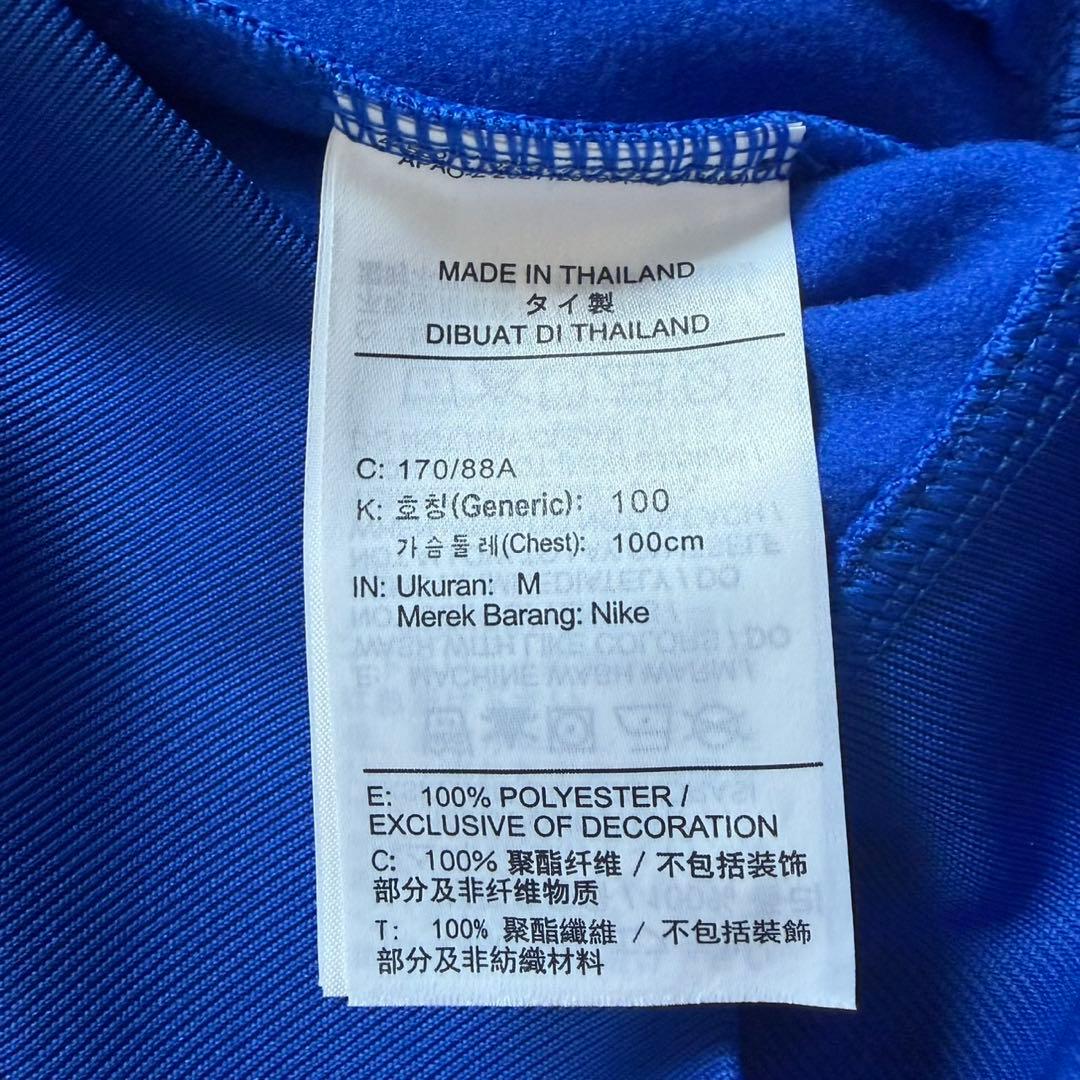 MADE IN THAILAND
タイ製
DIBUAT DI THAILAND
C: 170/88A
K: 호칭(Generic): 100
가슴둘레(Chest): 100cm
IN: Ukuran: M
Merek Barang: Nike
E: 100% POLYESTER /
EXCLUSIVE OF DECORATION
C: 100% 聚酯纤维 / 不包括装饰
部分及非纤维物质
T: 100% 聚酯纖維 / 不包括裝飾
部分及非紡織材料